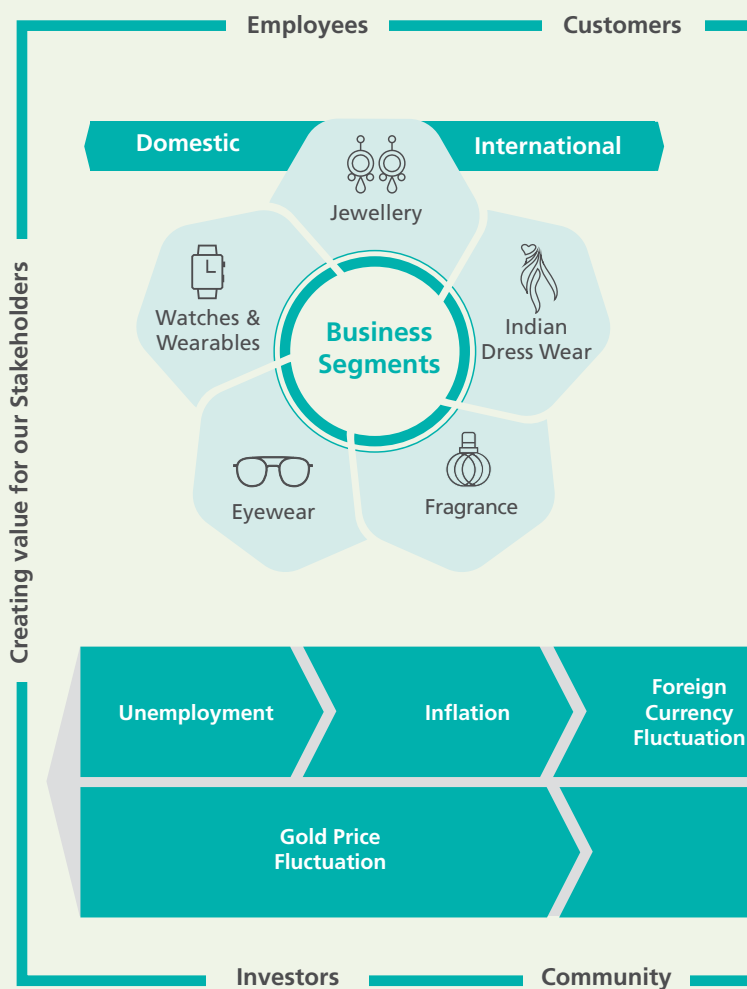 Employees
Customers
Creating value for our Stakeholders
Domestic
International
Jewellery
Watches &
Wearables
Indian
Dress Wear
Business
Segments
Eyewear
Fragrance
Unemployment
Inflation
Foreign
Currency
Fluctuation
Gold Price
Fluctuation
Investors
Community